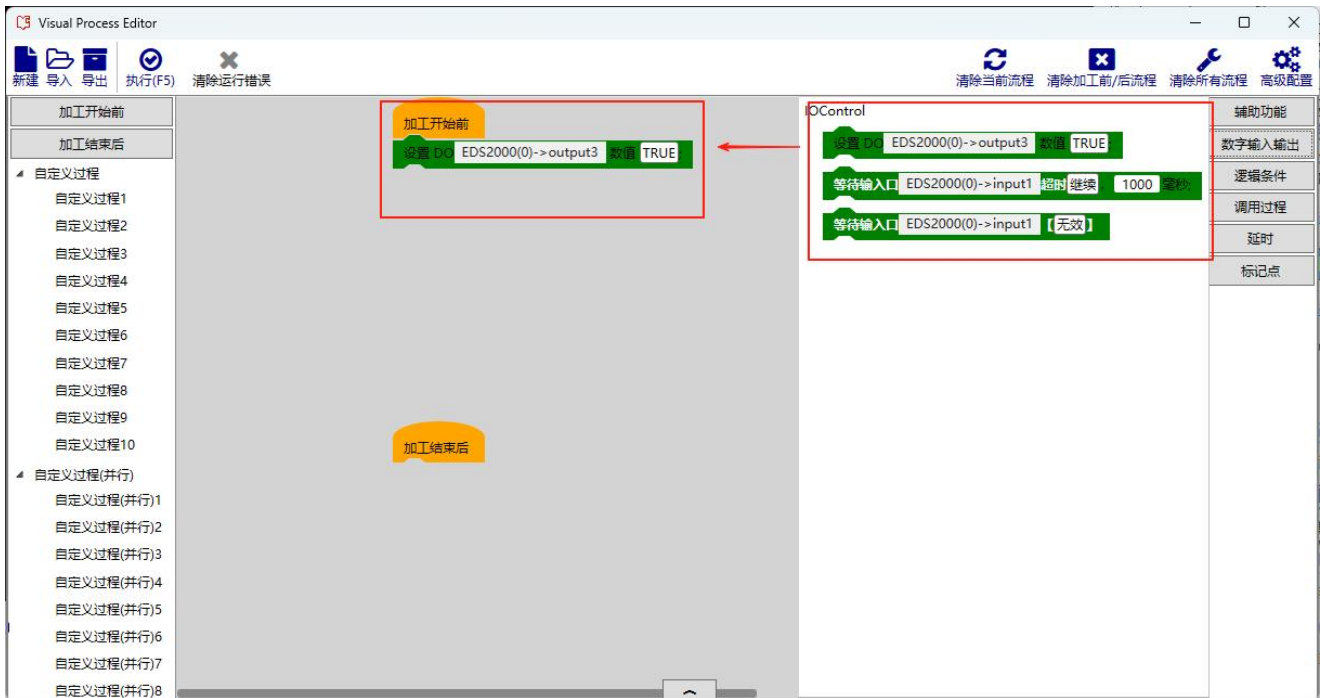 Visual Process Editor
新建 导入 导出 执行(F5) 清除运行错误 清除当前流程 清除加工前/后流程 清除所有流程 高级配置
加工开始前
加工结束后
自定义过程
自定义过程1
自定义过程2
自定义过程3
自定义过程4
自定义过程5
自定义过程6
自定义过程7
自定义过程8
自定义过程9
自定义过程10
自定义过程(并行)
自定义过程(并行)1
自定义过程(并行)2
自定义过程(并行)3
自定义过程(并行)4
自定义过程(并行)5
自定义过程(并行)6
自定义过程(并行)7
自定义过程(并行)8
加工开始前
设置 DO EDS2000(0)->output3 数值 TRUE;
加工结束后
IOControl
设置 DO EDS2000(0)->output3 数值 TRUE;
等待输入口 EDS2000(0)->input1 超时 继续, 1000 毫秒;
等待输入口 EDS2000(0)->input1 【无效】
辅助功能
数字输入输出
逻辑条件
调用过程
延时
标记点